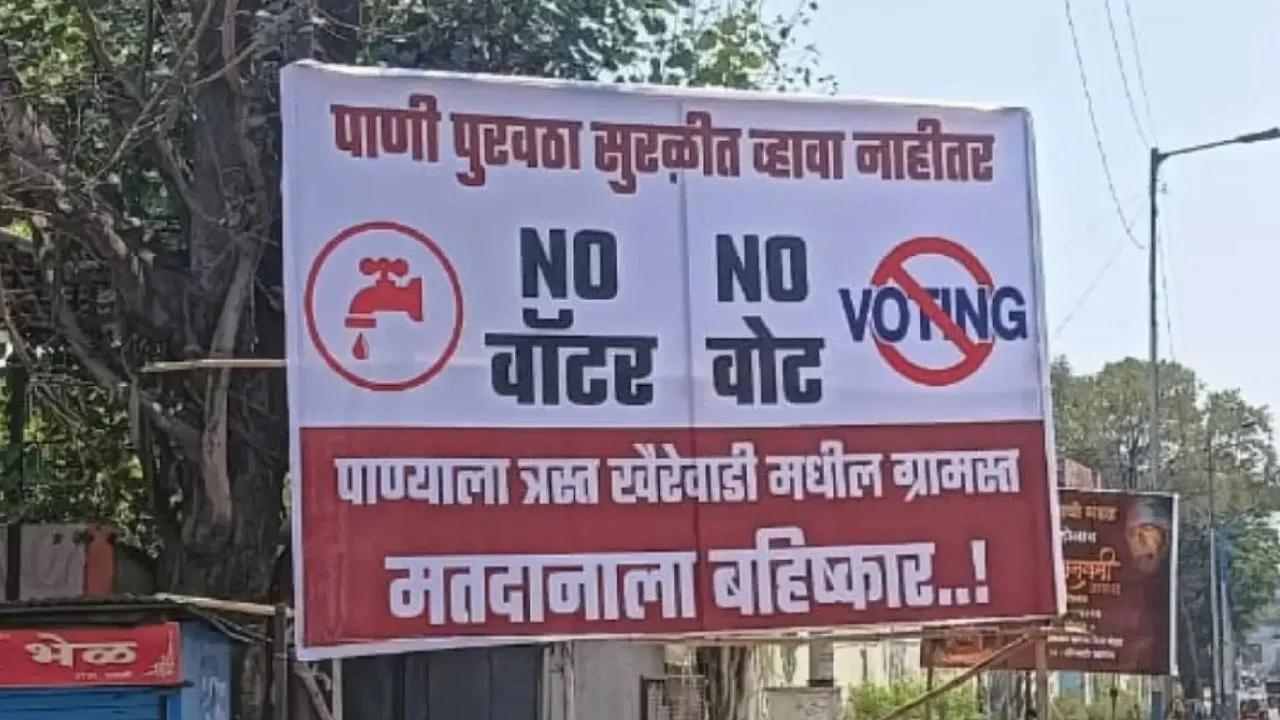 पाणी पुरवठा सुरळीत व्हावा नाहीतर
NO NO
वॉटर वोट
VOTING
पाण्याला त्रस्त खैरेवाडी मधील ग्रामस्त
मतदानाला बहिष्कार..!
भेळ